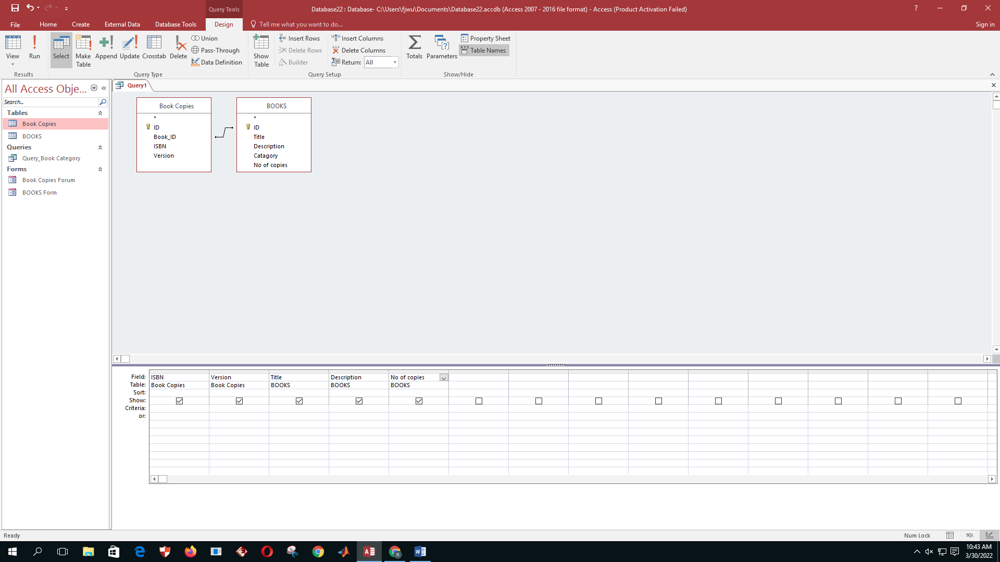 Query Tools
Database22 : Database- C:\Users\fjwu\Documents\Database22.accdb (Access 2007 - 2016 file format) - Access (Product Activation Failed)
?
File Home Create External Data Database Tools Design Tell me what you want to do... Sign in
View Run
Results
Select Make Table Append Update Crosstab Delete
Union
Pass-Through
Data Definition
Query Type
Show Table
Insert Rows
Delete Rows
Builder
Insert Columns
Delete Columns
Return: All
Query Setup
Totals Parameters
Property Sheet
Table Names
Show/Hide
All Access Obje...
Search...
Tables
Book Copies
BOOKS
Queries
Query_Book Category
Forms
Book Copies Forum
BOOKS Form
Query1
Book Copies
*
ID
Book_ID
ISBN
Version
BOOKS
*
ID
Title
Description
Catagory
No of copies
Field: ISBN Version Title Description No of copies
Table: Book Copies Book Copies BOOKS BOOKS BOOKS
Sort:
Show:
Criteria:
or:
Ready Num Lock SQL
10:43 AM
3/30/2022